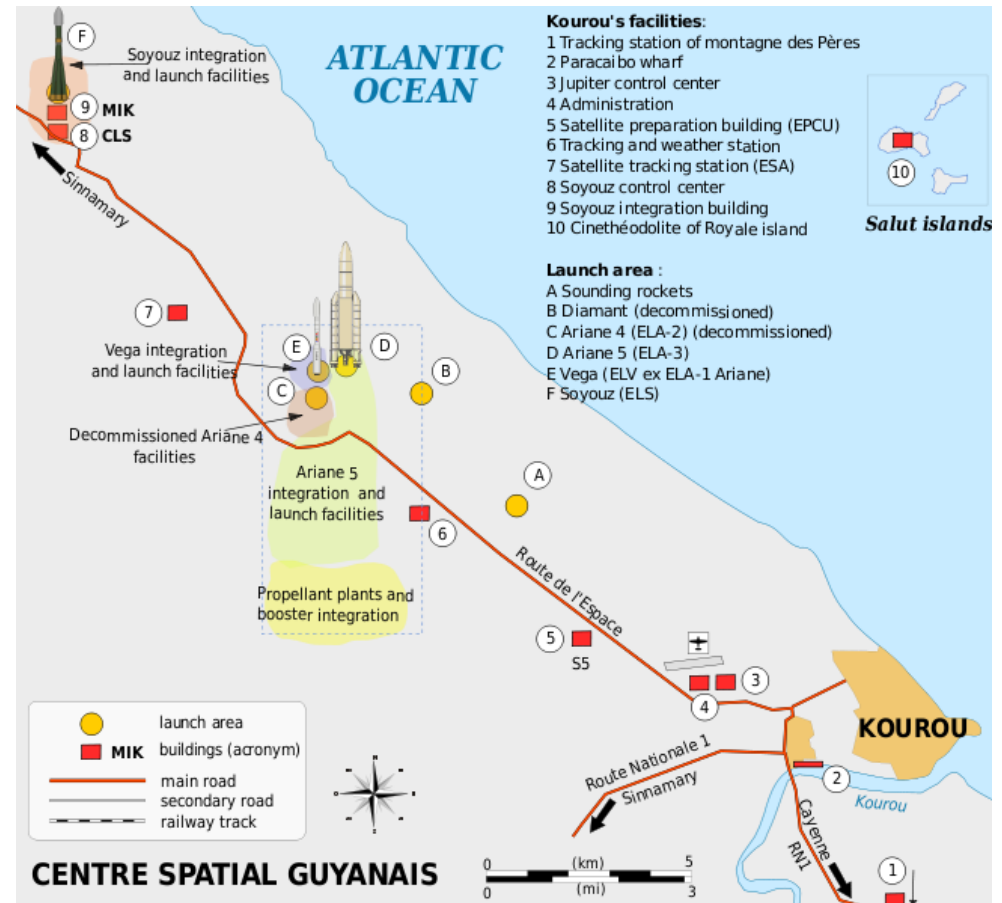 F
Soyouz integration
and launch facilities
9 MIK
8 CLS
Sinnamary
ATLANTIC
OCEAN
Kourou's facilities:
1 Tracking station of montagne des Pères
2 Paracaibo wharf
3 Jupiter control center
4 Administration
5 Satellite preparation building (EPCU)
6 Tracking and weather station
7 Satellite tracking station (ESA)
8 Soyouz control center
9 Soyouz integration building
10 Cinethéodolite of Royale island
10
Salut islands
Launch area :
A Sounding rockets
B Diamant (decommissioned)
C Ariane 4 (ELA-2) (decommissioned)
D Ariane 5 (ELA-3)
E Vega (ELV ex ELA-1 Ariane)
F Soyouz (ELS)
7
Vega integration
and launch facilities
E
D
C
B
Decommissioned Ariane 4
facilities
Ariane 5
integration and
launch facilities
A
6
Propellant plants and
booster integration
Route de l'Espace
5
S5
3
4
KOUROU
Route Nationale 1
Sinnamary
2
Kourou
Cayenne
RN1
1
launch area
MIK buildings (acronym)
main road
secondary road
railway track
CENTRE SPATIAL GUYANAIS
0 (km) 5
0 (mi) 3